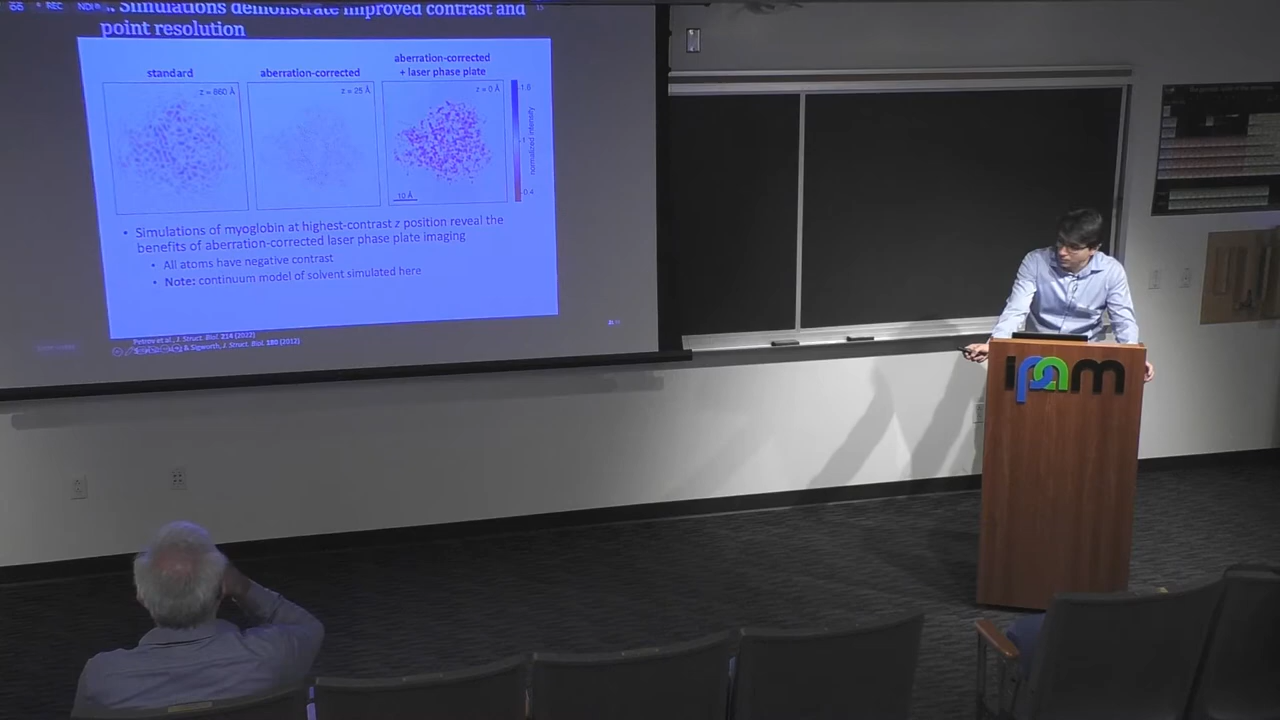 REC
Simulations demonstrate improved contrast and
point resolution
15
standard
aberration-corrected
aberration-corrected
+ laser phase plate
z = 860 Å
z = 25 Å
z = 0 Å
10 Å
1.6
1
0.4
normalized intensity
• Simulations of myoglobin at highest-contrast z position reveal the
benefits of aberration-corrected laser phase plate imaging
• All atoms have negative contrast
• Note: continuum model of solvent simulated here
Petrov et al., J. Struct. Biol. 214 (2022)
& Sigworth, J. Struct. Biol. 180 (2012)
ipam